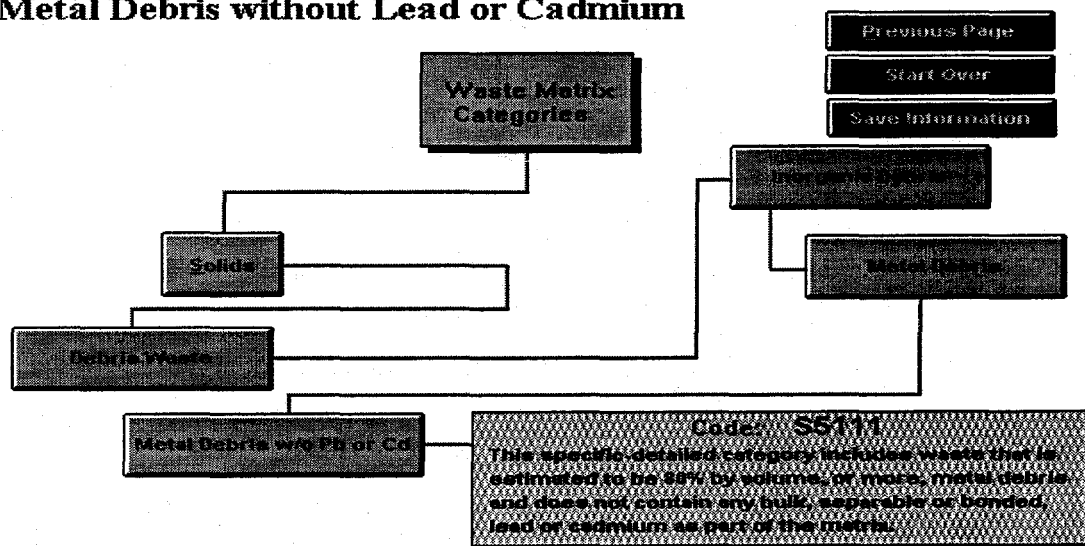 Metal Debris without Lead or Cadmium
Previous Page
Start Over
Save Information
Waste Matrix
Categories
Inorganic Debris
Metal Debris
Solids
Debris Waste
Metal Debris w/o Pb or Cd
Code: S5111
This specific detailed category includes waste that is
estimated to be 80% by volume, or more, metal debris
and does not contain any bulk, separable or bonded,
lead or cadmium as part of the matrix.